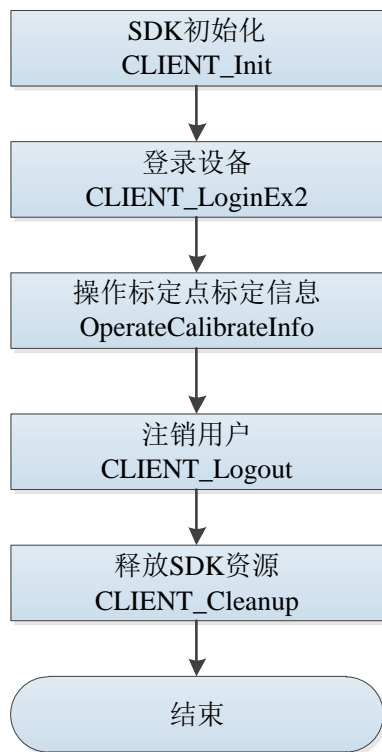 SDK初始化
CLIENT_Init
登录设备
CLIENT_LoginEx2
操作标定点标定信息
OperateCalibrateInfo
注销用户
CLIENT_Logout
释放SDK资源
CLIENT_Cleanup
结束